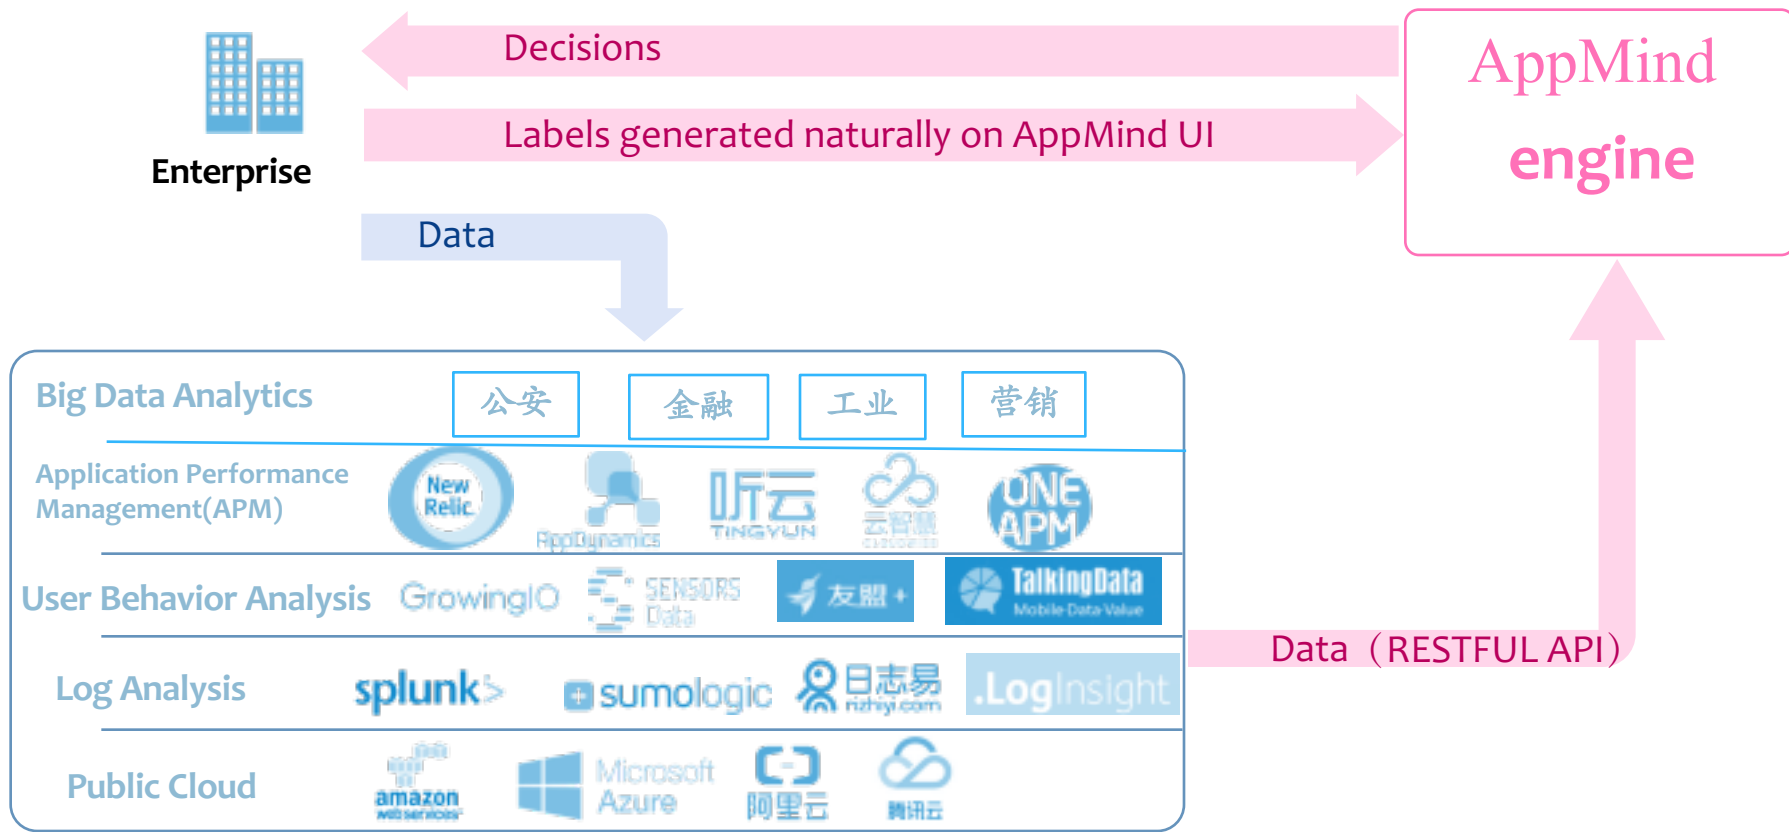 Decisions
AppMind
engine
Labels generated naturally on AppMind UI
Enterprise
Data
Big Data Analytics
公安
金融
工业
营销
Application Performance
Management(APM)
New
Relic
AppDynamics
听云
TINGYUN
云智慧
ONE
APM
User Behavior Analysis
GrowingIO
SENSORS
Data
友盟+
TalkingData
Mobile·Data·Value
Data（RESTFUL API）
Log Analysis
splunk>
sumologic
日志易
rizhiyi.com
.LogInsight
Public Cloud
amazon
webservices
Microsoft
Azure
阿里云
腾讯云